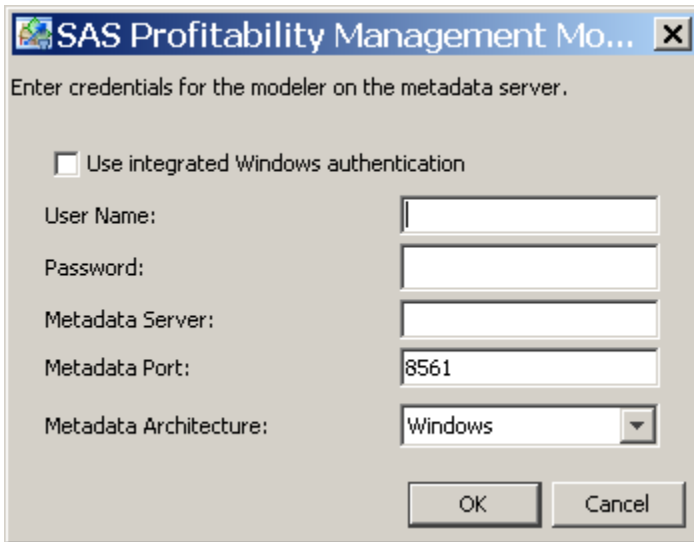 SAS Profitability Management Mo...
Enter credentials for the modeler on the metadata server.
Use integrated Windows authentication
User Name:
Password:
Metadata Server:
Metadata Port: 8561
Metadata Architecture: Windows
OK Cancel